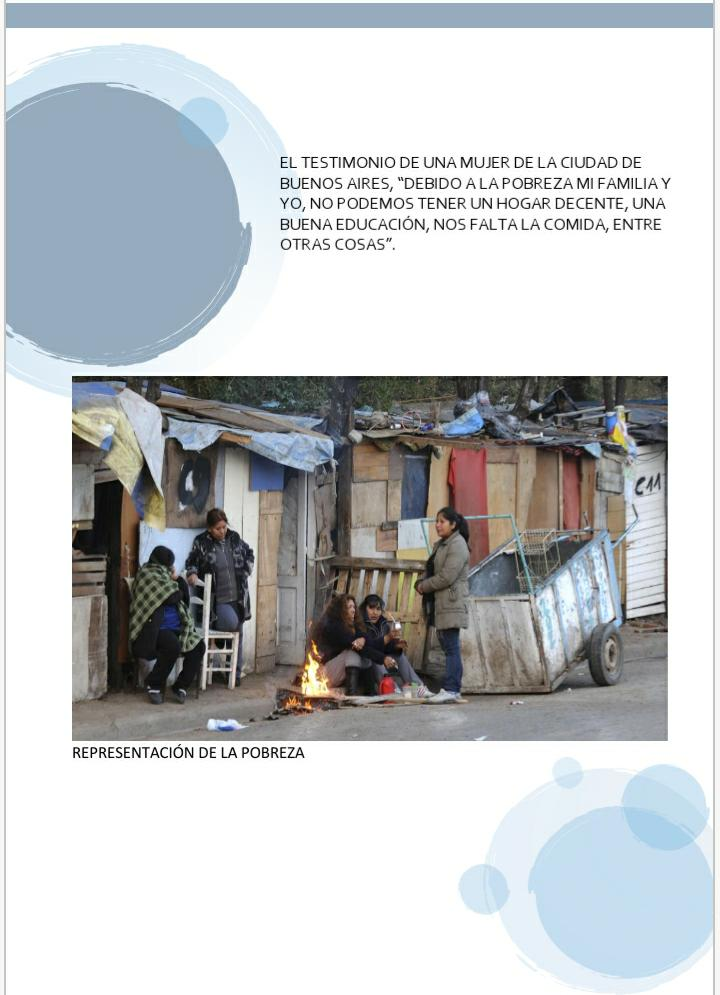 EL TESTIMONIO DE UNA MUJER DE LA CIUDAD DE
BUENOS AIRES, “DEBIDO A LA POBREZA MI FAMILIA Y
YO, NO PODEMOS TENER UN HOGAR DECENTE, UNA
BUENA EDUCACIÓN, NOS FALTA LA COMIDA, ENTRE
OTRAS COSAS”.
C11
REPRESENTACIÓN DE LA POBREZA